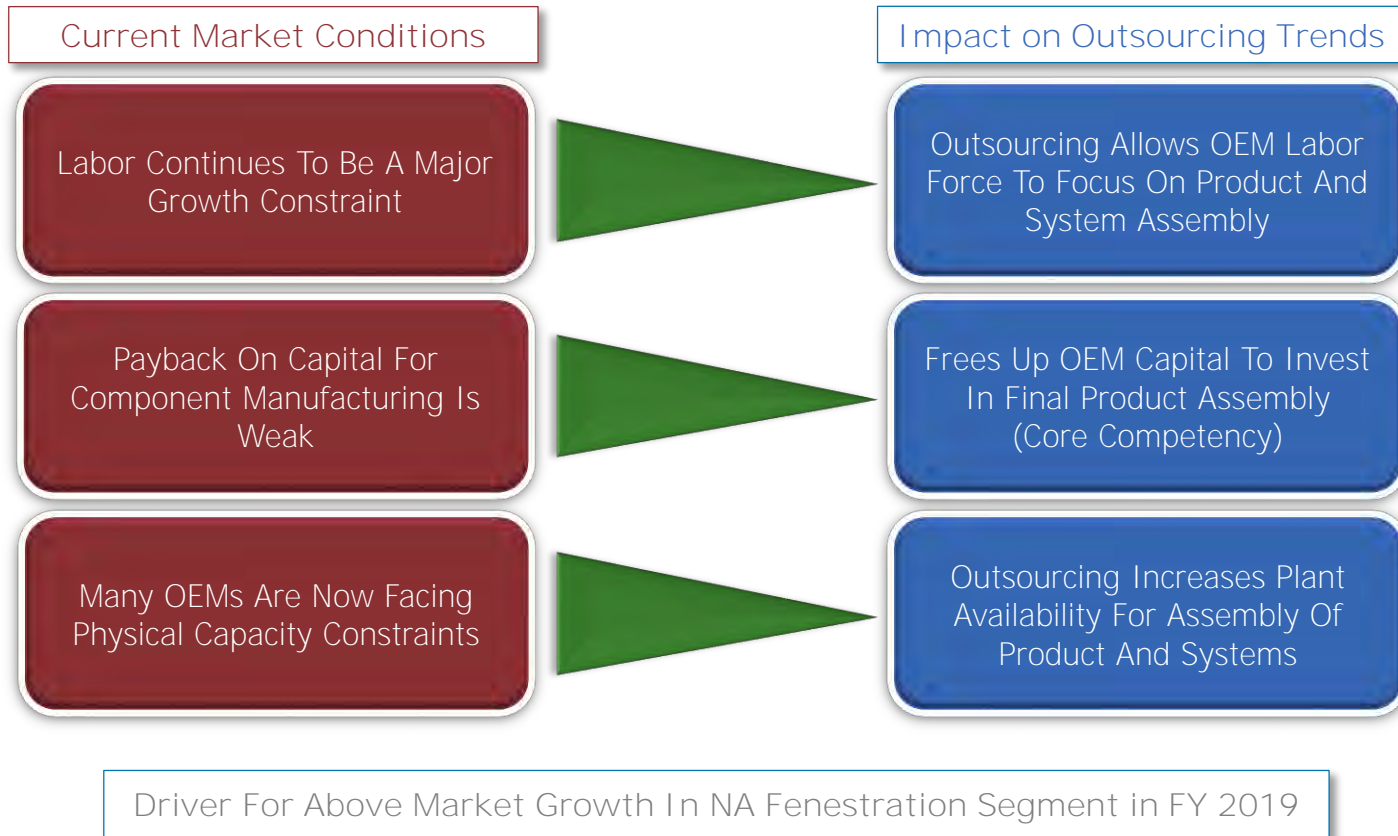 Current Market Conditions
Impact on Outsourcing Trends
Labor Continues To Be A Major
Growth Constraint
Outsourcing Allows OEM Labor
Force To Focus On Product And
System Assembly
Payback On Capital For
Component Manufacturing Is
Weak
Frees Up OEM Capital To Invest
In Final Product Assembly
(Core Competency)
Many OEMs Are Now Facing
Physical Capacity Constraints
Outsourcing Increases Plant
Availability For Assembly Of
Product And Systems
Driver For Above Market Growth In NA Fenestration Segment in FY 2019